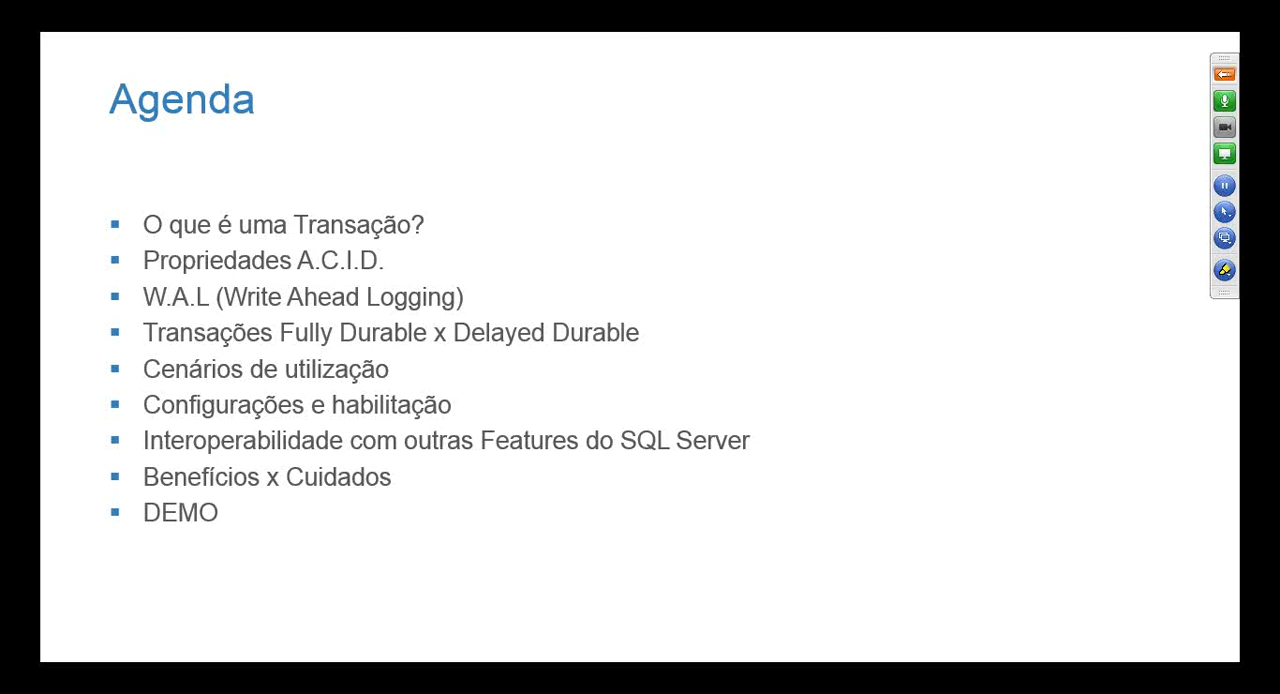 Agenda
O que é uma Transação?
Propriedades A.C.I.D.
W.A.L (Write Ahead Logging)
Transações Fully Durable x Delayed Durable
Cenários de utilização
Configurações e habilitação
Interoperabilidade com outras Features do SQL Server
Benefícios x Cuidados
DEMO